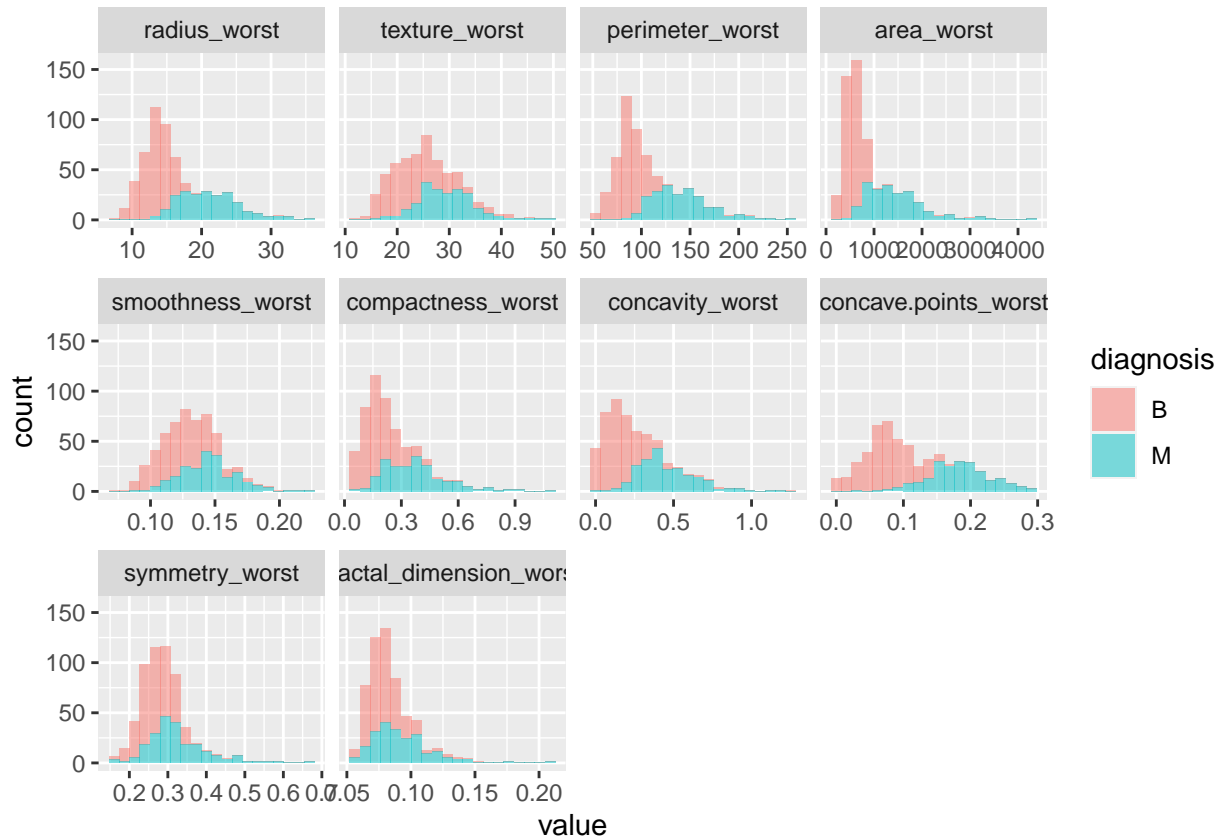 radius_worst texture_worst perimeter_worst area_worst
150
100
50
0
10 20 30 10 20 30 40 50 50 100 150 200 250 0 1000 2000 3000 4000
smoothness_worst compactness_worst concavity_worst concave.points_worst
150
100
50
0
0.10 0.15 0.20 0.0 0.3 0.6 0.9 0.0 0.5 1.0 0.0 0.1 0.2 0.3
symmetry_worst actal_dimension_wors
150
100
50
0
0.2 0.3 0.4 0.5 0.6 0.7 0.05 0.10 0.15 0.20
value
count
diagnosis
B
M